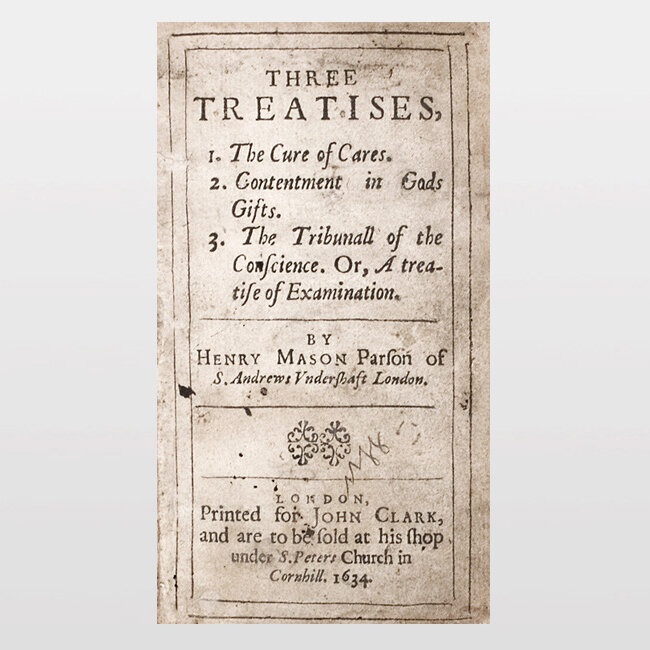 THREE
TREATISES,
1. The Cure of Cares.
2. Contentment in Gods
Gifts.
3. The Tribunall of the
Conſcience. Or, A trea-
tiſe of Examination.
BY
HENRY MASON Parſon of
S. Andrews Vnderſhaft London.
LONDON,
Printed for JOHN CLARK,
and are to be ſold at his ſhop
under S. Peters Church in
Cornhill. 1634.